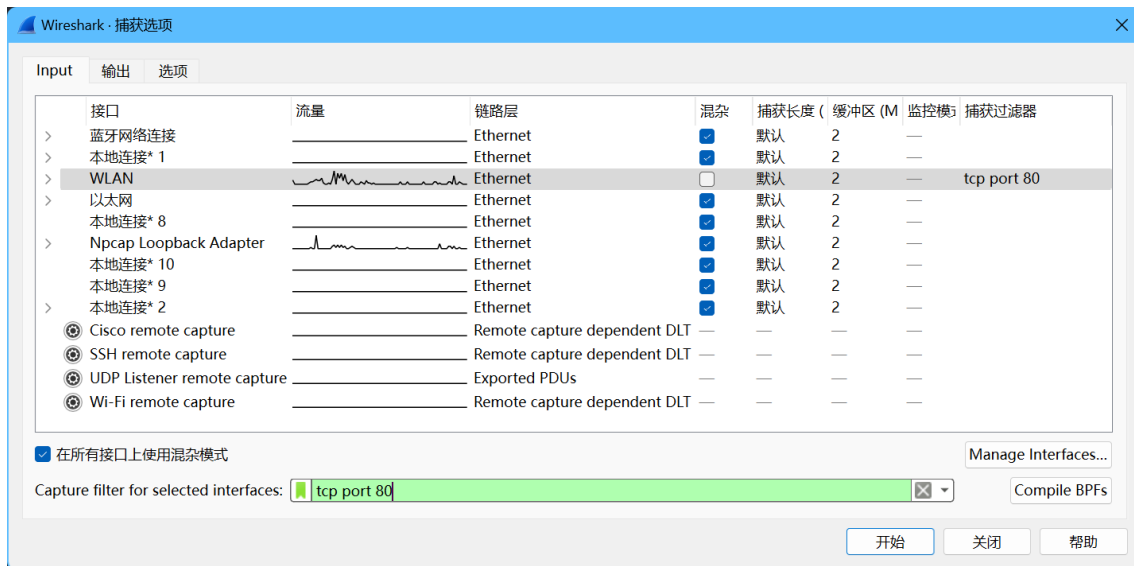 Wireshark · 捕获选项
Input 输出 选项
接口 流量 链路层 混杂 捕获长度 ( 缓冲区 (M 监控模式 捕获过滤器
蓝牙网络连接 Ethernet 默认 2 —
本地连接* 1 Ethernet 默认 2 —
WLAN Ethernet 默认 2 — tcp port 80
以太网 Ethernet 默认 2 —
本地连接* 8 Ethernet 默认 2 —
Npcap Loopback Adapter Ethernet 默认 2 —
本地连接* 10 Ethernet 默认 2 —
本地连接* 9 Ethernet 默认 2 —
本地连接* 2 Ethernet 默认 2 —
Cisco remote capture Remote capture dependent DLT — — — —
SSH remote capture Remote capture dependent DLT — — — —
UDP Listener remote capture Exported PDUs — — — —
Wi-Fi remote capture Remote capture dependent DLT — — — —
在所有接口上使用混杂模式 Manage Interfaces...
Capture filter for selected interfaces: tcp port 80 Compile BPFs
开始 关闭 帮助